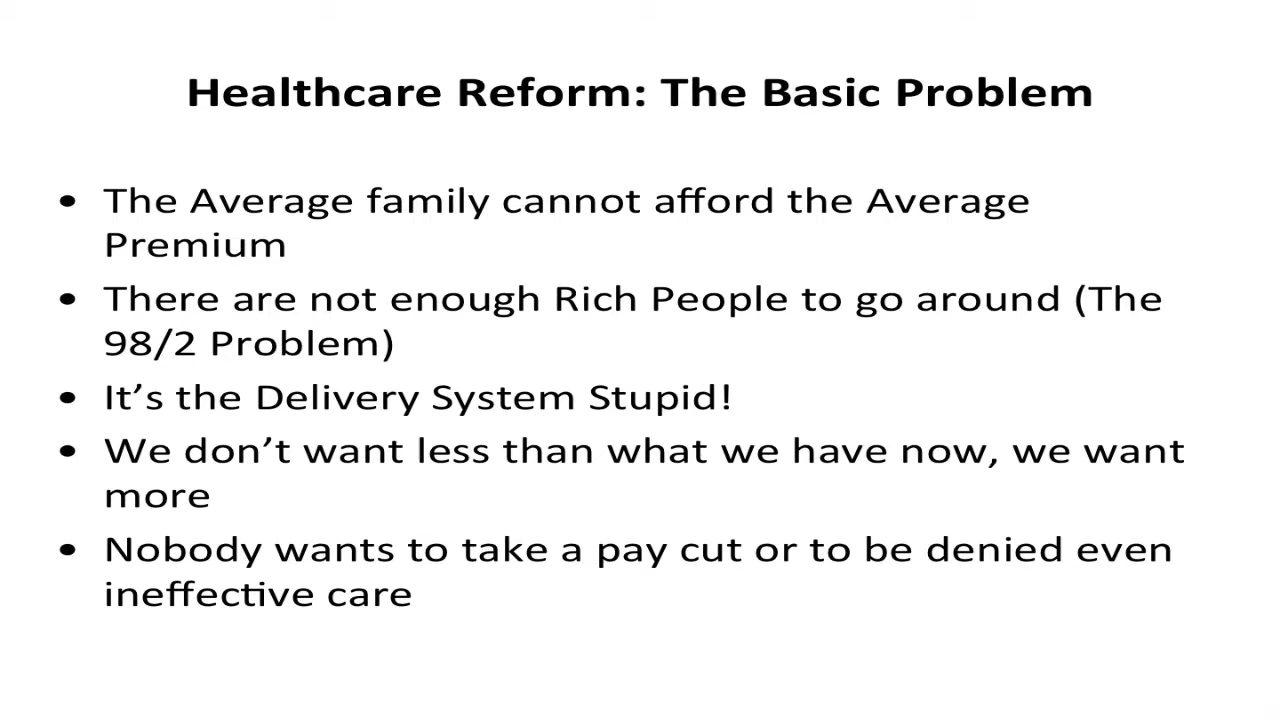 Healthcare Reform: The Basic Problem
• The Average family cannot afford the Average
Premium
• There are not enough Rich People to go around (The
98/2 Problem)
• It’s the Delivery System Stupid!
• We don’t want less than what we have now, we want
more
• Nobody wants to take a pay cut or to be denied even
ineffective care